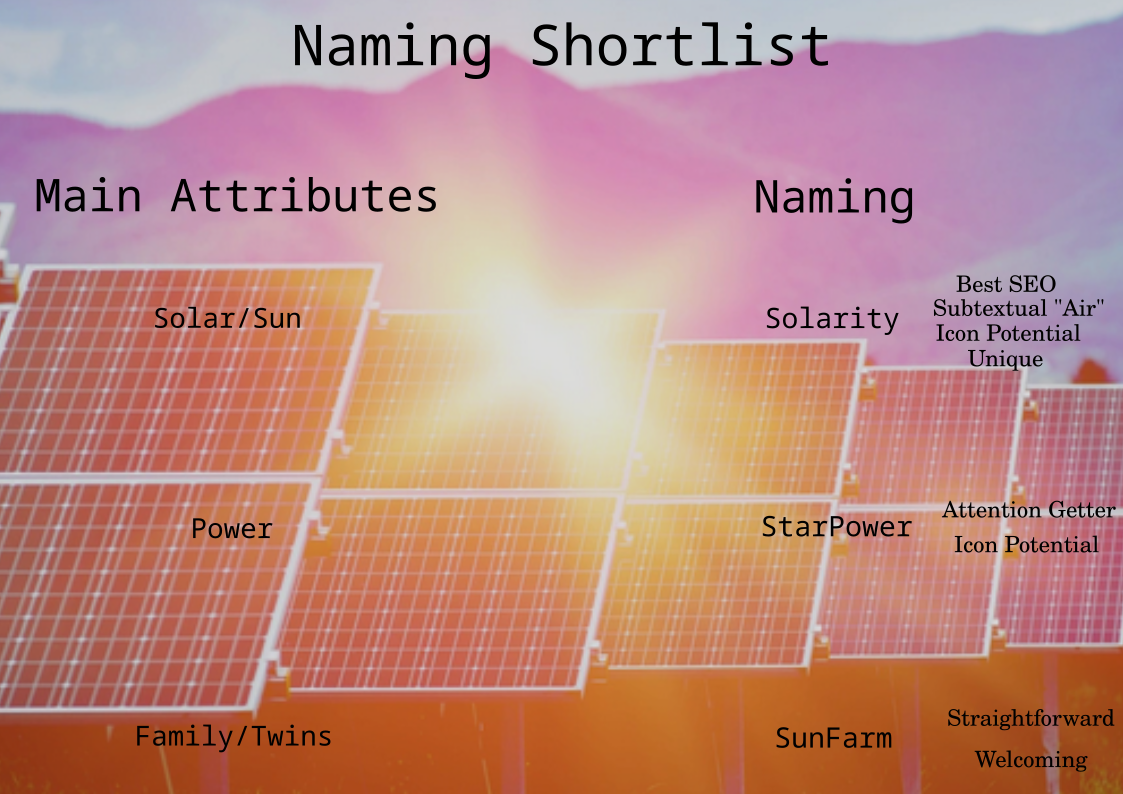 Naming Shortlist
Main Attributes
Naming
Solar/Sun
Solarity
Best SEO
Subtextual "Air"
Icon Potential
Unique
Power
StarPower
Attention Getter
Icon Potential
Family/Twins
SunFarm
Straightforward
Welcoming